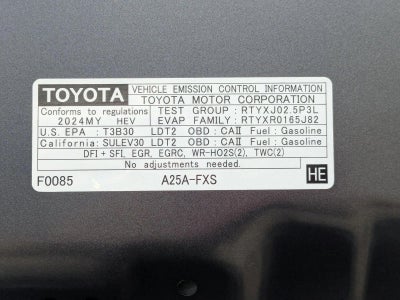 TOYOTA VEHICLE EMISSION CONTROL INFORMATION
TOYOTA MOTOR CORPORATION
Conforms to regulations TEST GROUP : RTYXJ02.5P3L
2024MY HEV EVAP FAMILY : RTYXR0165J82
U.S. EPA : T3B30 LDT2 OBD : CAII Fuel : Gasoline
California: SULEV30 LDT2 OBD : CAII Fuel : Gasoline
DFI + SFI, EGR, EGRC, WR-HO2S(2), TWC(2)
No adjustments needed.
F0085 A25A-FXS HE